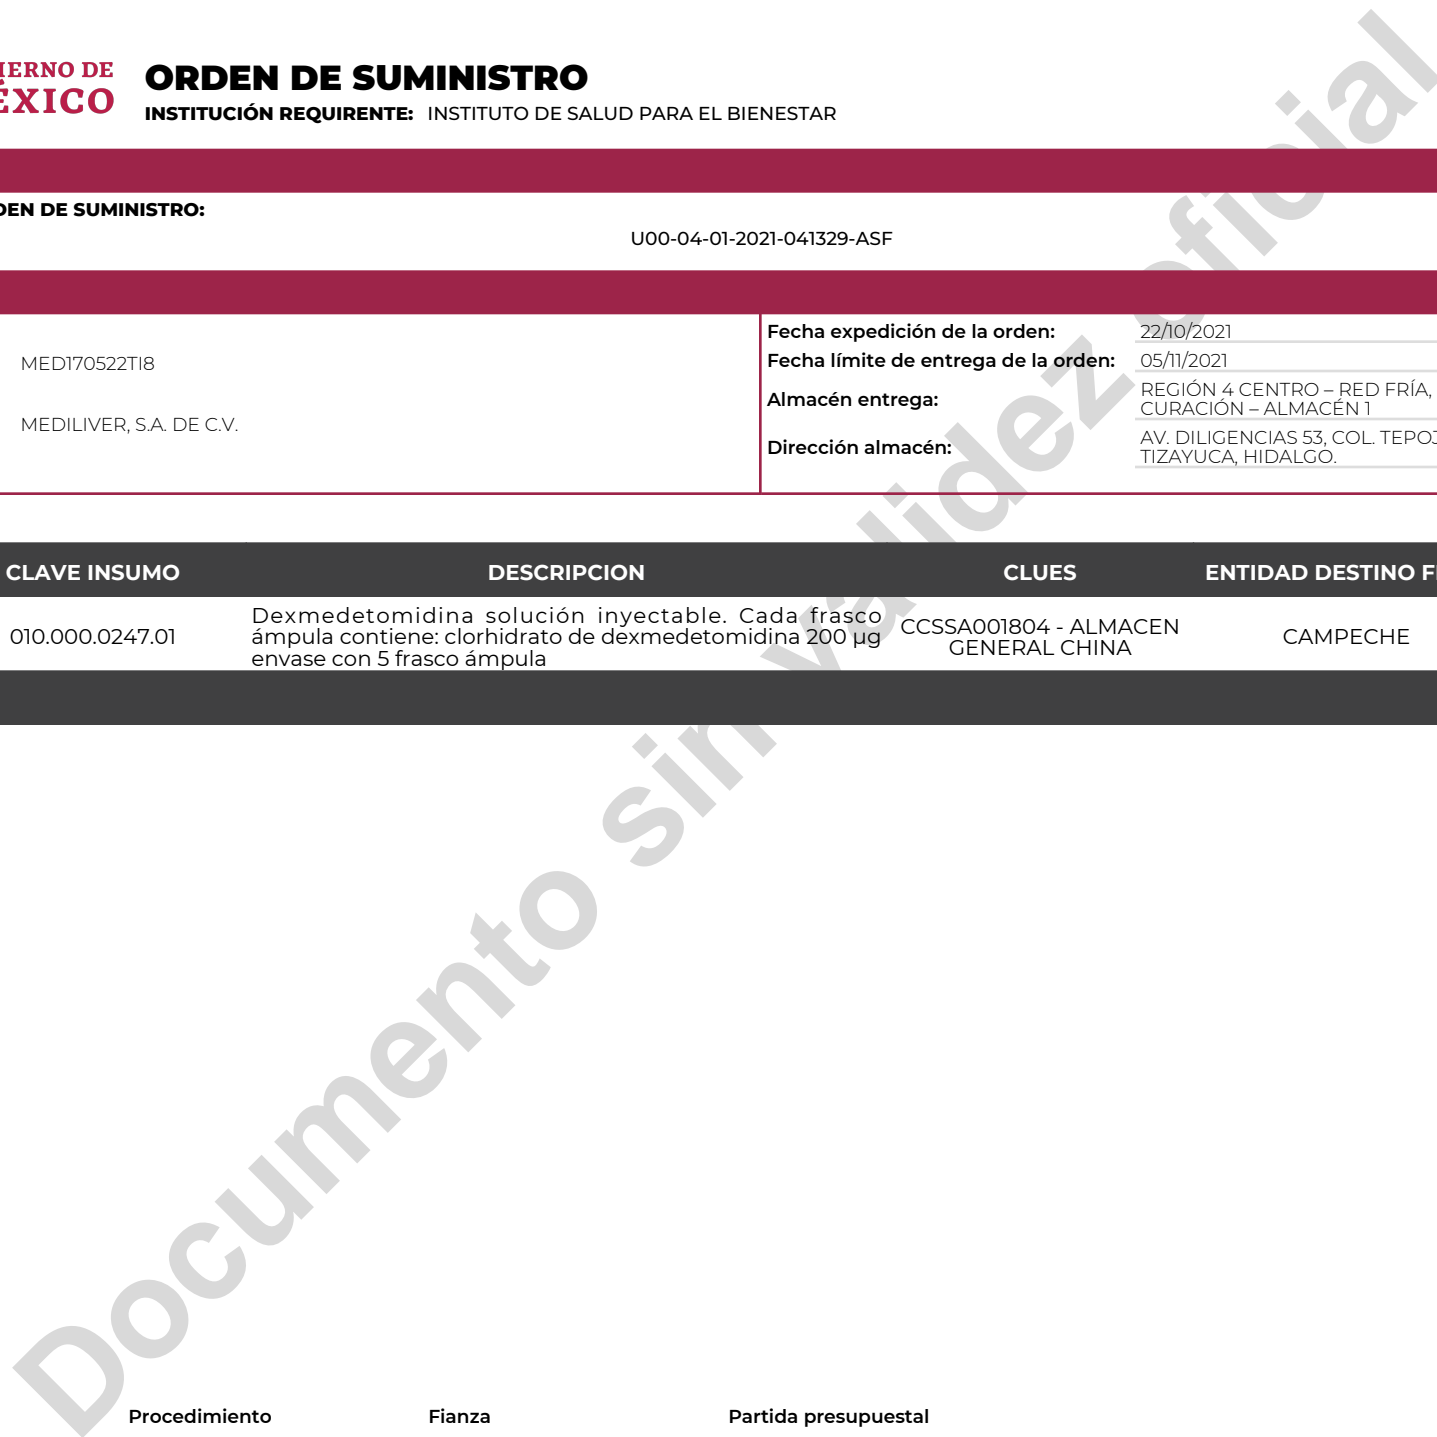 IERNO DE
ÉXICO
ORDEN DE SUMINISTRO
INSTITUCIÓN REQUIRENTE: INSTITUTO DE SALUD PARA EL BIENESTAR
DEN DE SUMINISTRO:
U00-04-01-2021-041329-ASF
MED170522TI8
MEDILIVER, S.A. DE C.V.
Fecha expedición de la orden: 22/10/2021
Fecha límite de entrega de la orden: 05/11/2021
Almacén entrega: REGIÓN 4 CENTRO – RED FRÍA,
CURACIÓN – ALMACÉN 1
Dirección almacén: AV. DILIGENCIAS 53, COL. TEPOJ
TIZAYUCA, HIDALGO.
CLAVE INSUMO DESCRIPCION CLUES ENTIDAD DESTINO FI
010.000.0247.01
Dexmedetomidina solución inyectable. Cada frasco
ámpula contiene: clorhidrato de dexmedetomidina 200 µg
envase con 5 frasco ámpula
CCSSA001804 - ALMACEN
GENERAL CHINA
CAMPECHE
Documento sin validez oficial
Procedimiento Fianza Partida presupuestal